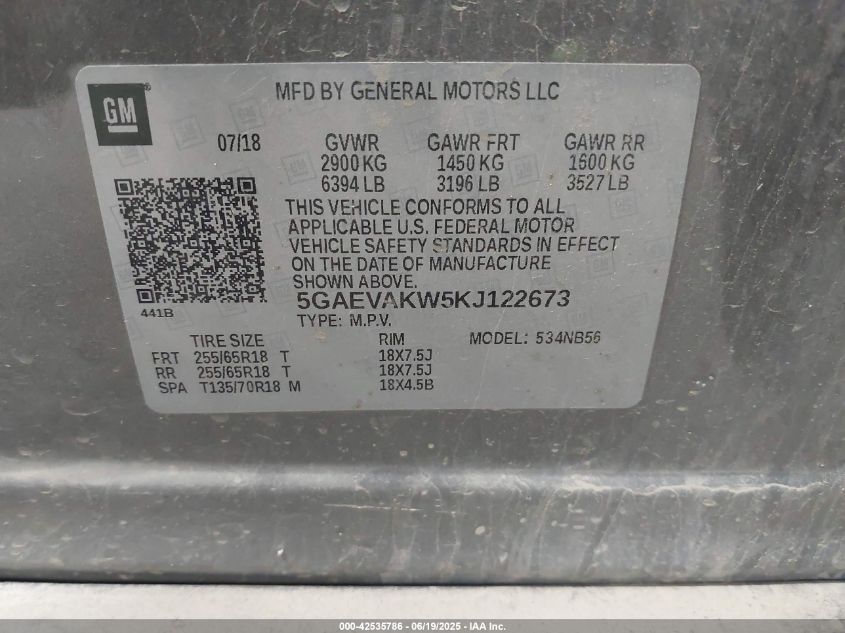 GM
MFD BY GENERAL MOTORS LLC
07/18 GVWR GAWR FRT GAWR RR
2900 KG 1450 KG 1600 KG
6394 LB 3196 LB 3527 LB
THIS VEHICLE CONFORMS TO ALL
APPLICABLE U.S. FEDERAL MOTOR
VEHICLE SAFETY STANDARDS IN EFFECT
ON THE DATE OF MANUFACTURE
SHOWN ABOVE.
441B
5GAEVAKW5KJ122673
TYPE: M.P.V.
TIRE SIZE RIM MODEL: 534NB56
FRT 255/65R18 T 18X7.5J
RR 255/65R18 T 18X7.5J
SPA T135/70R18 M 18X4.5B
000-42535786 - 06/19/2025 - IAA Inc.